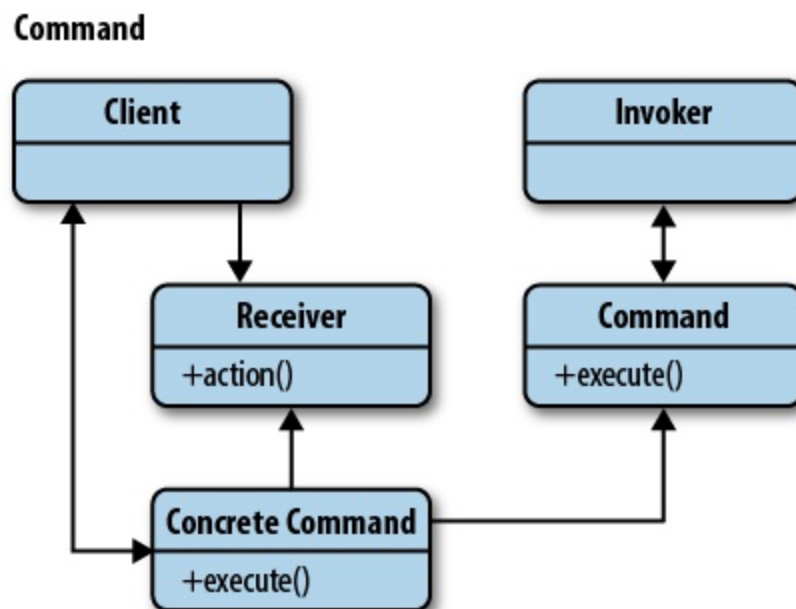 Command
Client
Invoker
Receiver
+action()
Command
+execute()
Concrete Command
+execute()